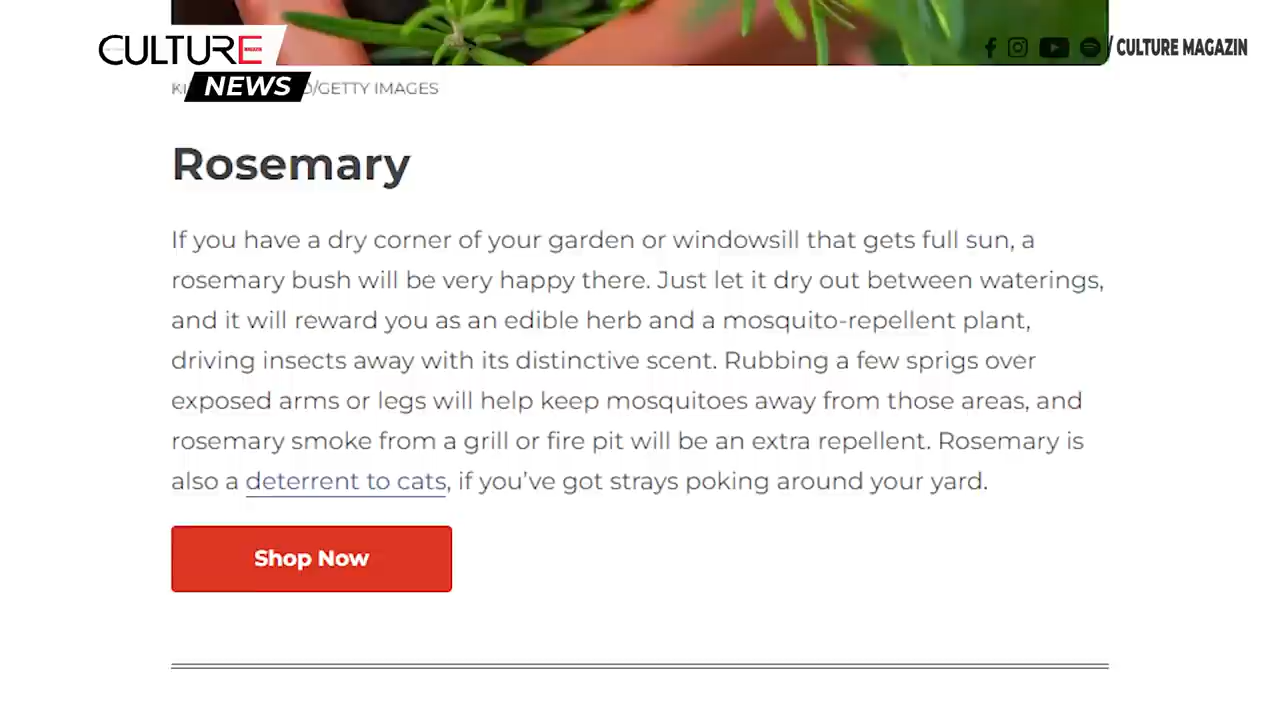 CULTURE
NEWS
/ CULTURE MAGAZIN
/GETTY IMAGES
Rosemary
If you have a dry corner of your garden or windowsill that gets full sun, a
rosemary bush will be very happy there. Just let it dry out between waterings,
and it will reward you as an edible herb and a mosquito-repellent plant,
driving insects away with its distinctive scent. Rubbing a few sprigs over
exposed arms or legs will help keep mosquitoes away from those areas, and
rosemary smoke from a grill or fire pit will be an extra repellent. Rosemary is
also a deterrent to cats, if you’ve got strays poking around your yard.
Shop Now